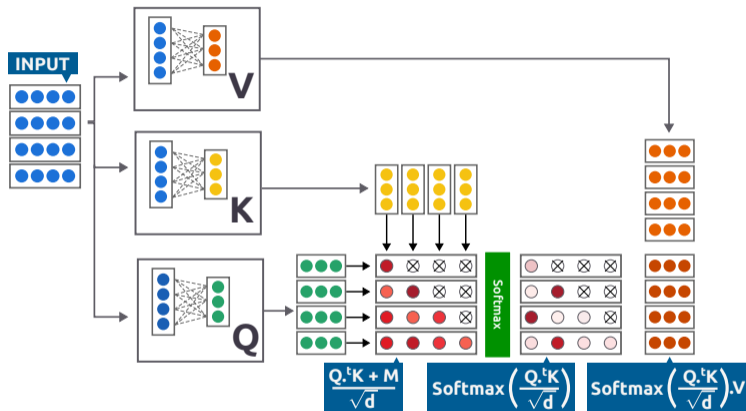 INPUT
V
K
Q
Softmax
Q.ᵗK + M
√d
Softmax(Q.ᵗK/√d)
Softmax(Q.ᵗK/√d).V